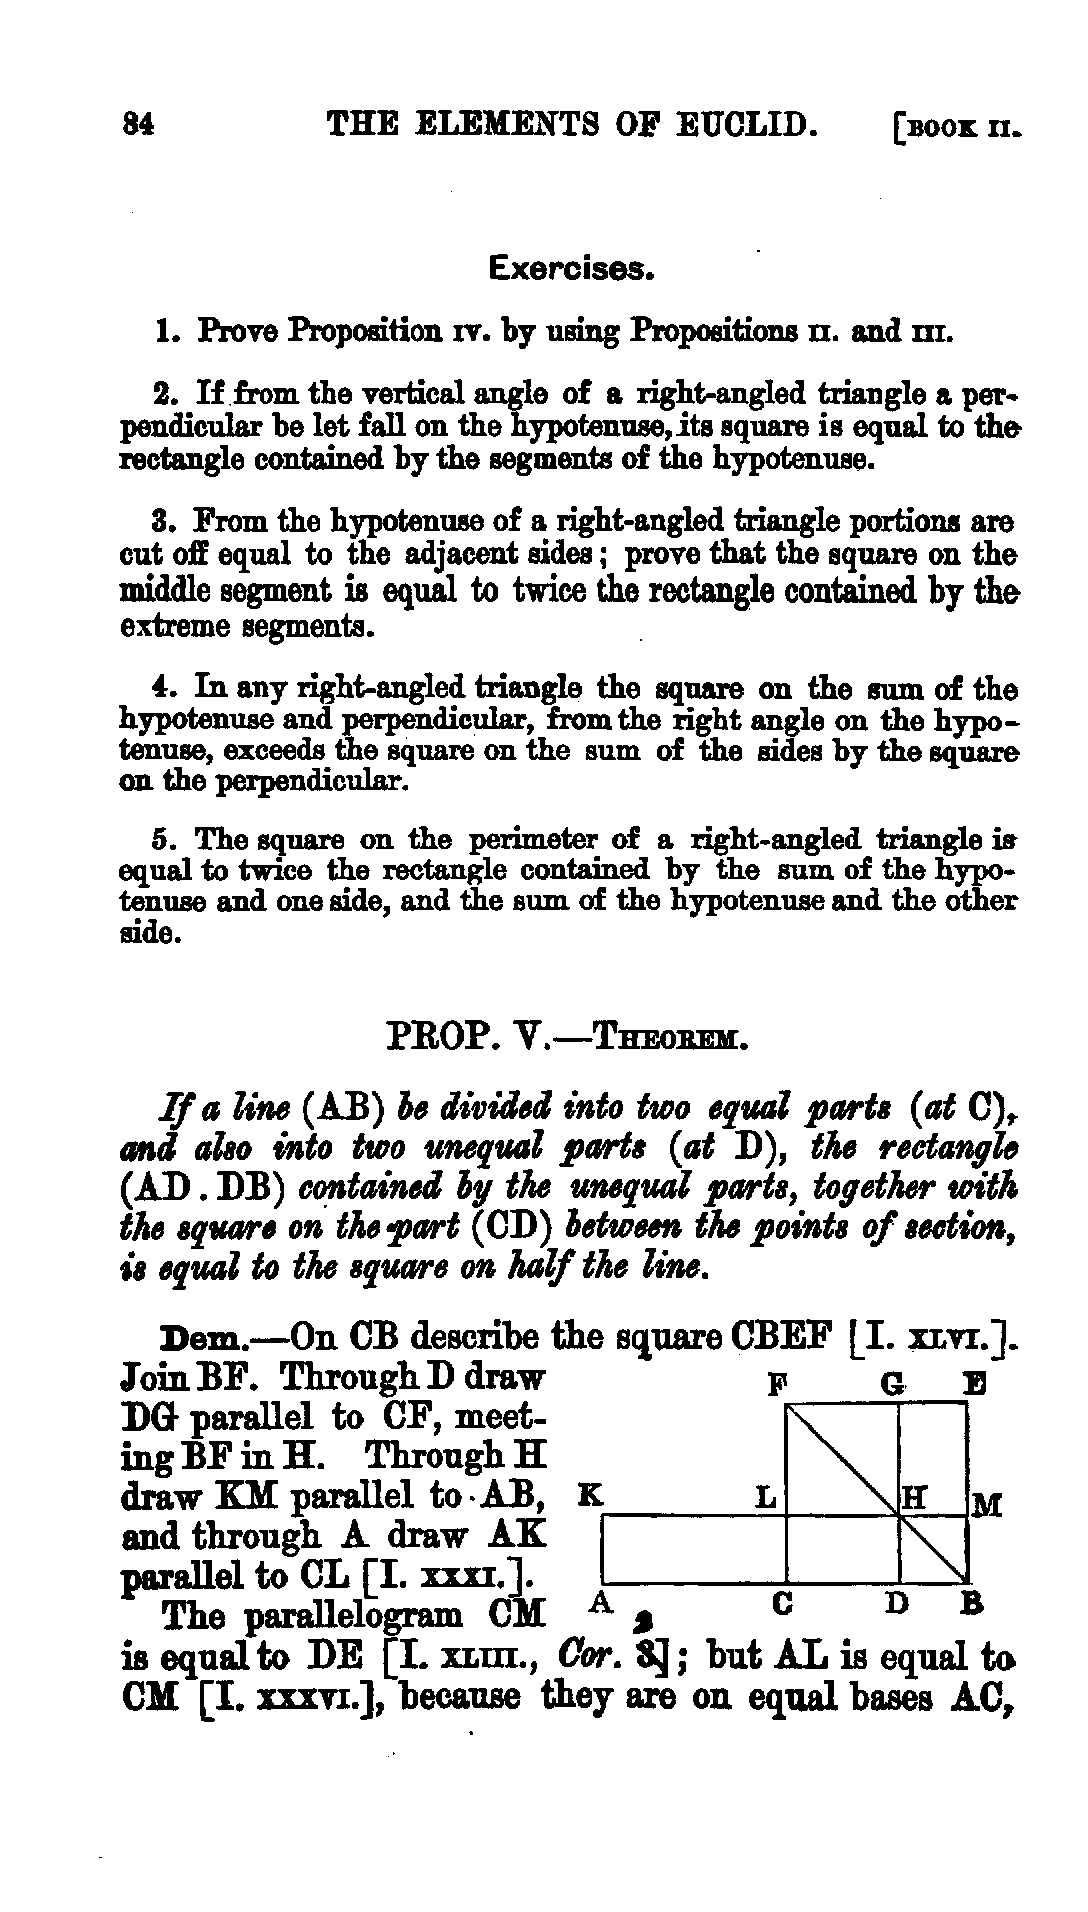 84 THE ELEMENTS OF EUCLID. [BOOK II.
Exercises.
1. Prove Proposition IV. by using Propositions II. and III.
2. If from the vertical angle of a right-angled triangle a per-
pendicular be let fall on the hypotenuse, its square is equal to the
rectangle contained by the segments of the hypotenuse.
3. From the hypotenuse of a right-angled triangle portions are
cut off equal to the adjacent sides; prove that the square on the
middle segment is equal to twice the rectangle contained by the
extreme segments.
4. In any right-angled triangle the square on the sum of the
hypotenuse and perpendicular, from the right angle on the hypo-
tenuse, exceeds the square on the sum of the sides by the square
on the perpendicular.
5. The square on the perimeter of a right-angled triangle is
equal to twice the rectangle contained by the sum of the hypo-
tenuse and one side, and the sum of the hypotenuse and the other
side.
PROP. V.—THEOREM.
If a line (AB) be divided into two equal parts (at C),
and also into two unequal parts (at D), the rectangle
(AD . DB) contained by the unequal parts, together with
the square on the part (CD) between the points of section,
is equal to the square on half the line.
Dem.—On CB describe the square CBEF [I. XLVI.].
Join BF. Through D draw
DG parallel to CF, meet-
ing BF in H. Through H
draw KM parallel to AB,
and through A draw AK
parallel to CL [I. XXXI.].
The parallelogram CM
F G E
K L H M
A C D B
2
is equal to DE [I. XLIII., Cor. 3]; but AL is equal to
CM [I. XXXVI.], because they are on equal bases AC,